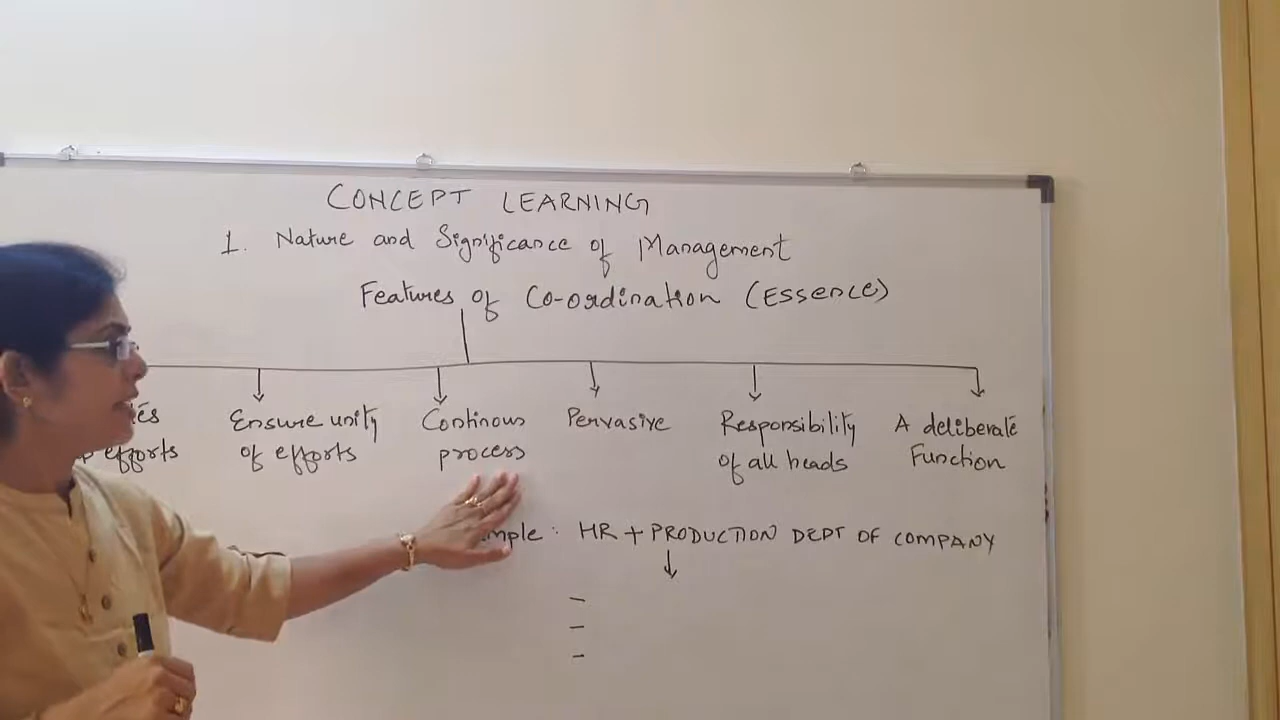 CONCEPT LEARNING
1. Nature and Significance of Management
Features of Co-ordination (Essence)
efforts
Ensure unity
of efforts
Continous
process
Pervasive
Responsibility
of all heads
A deliberate
Function
: HR + PRODUCTION DEPT OF COMPANY
-
-
-